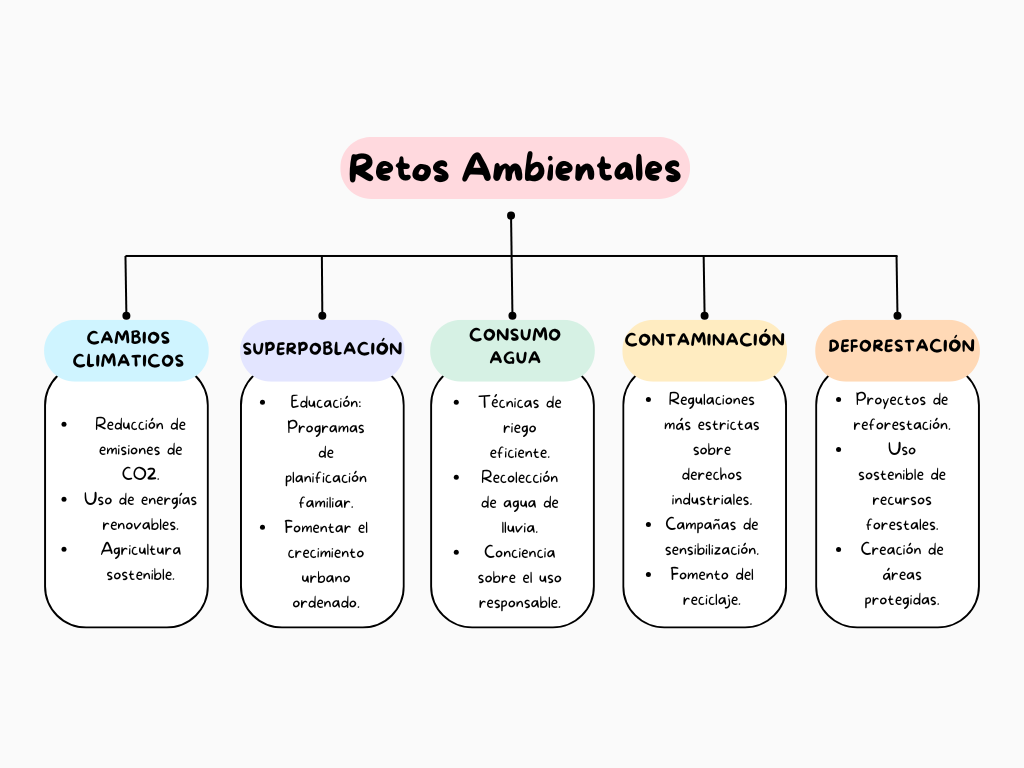 Retos Ambientales
CAMBIOS
CLIMATICOS
• Reducción de
emisiones de
CO2.
• Uso de energías
renovables.
• Agricultura
sostenible.
SUPERPOBLACIÓN
• Educación:
Programas
de
planificación
familiar.
• Fomentar el
crecimiento
urbano
ordenado.
CONSUMO
AGUA
• Técnicas de
riego
eficiente.
• Recolección
de agua de
lluvia.
• Conciencia
sobre el uso
responsable.
CONTAMINACIÓN
• Regulaciones
más estrictas
sobre
derechos
industriales.
• Campañas de
sensibilización.
• Fomento del
reciclaje.
DEFORESTACIÓN
• Proyectos de
reforestación.
• Uso
sostenible de
recursos
forestales.
• Creación de
áreas
protegidas.